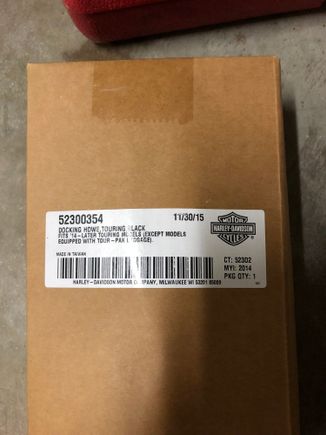 52300354 11/30/15
DOCKING HDWE,TOURING,BLACK
FITS '14-LATER TOURING MODELS (EXCEPT MODELS
EQUIPPED WITH TOUR-PAK LUGGAGE).
MADE IN TAIWAN
MOTOR
HARLEY-DAVIDSON
CYCLES
CT: 52302
MYI: 2014
PKG QTY: 1
HARLEY-DAVIDSON MOTOR COMPANY, MILWAUKEE WI 53201